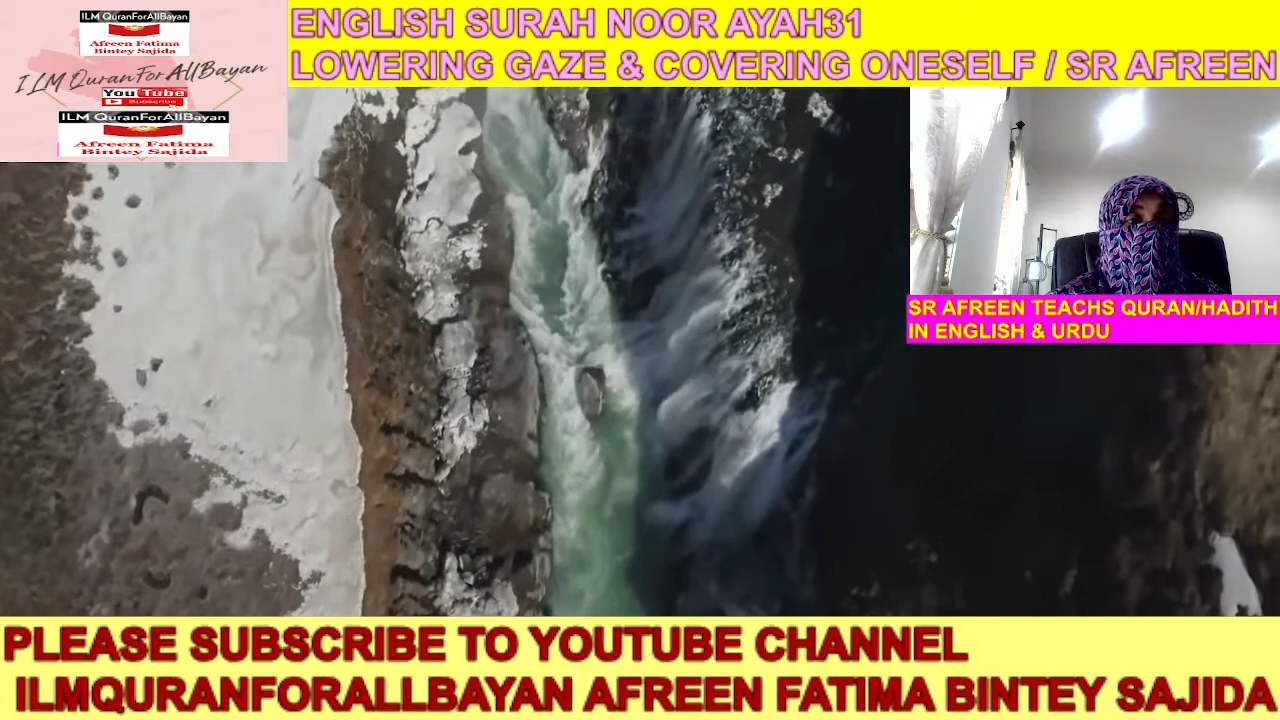 ILM QuranForAllBayan
Afreen Fatima
Bintey Sajida
ILM QuranForAllBayan
YouTube
Subscribe
ILM QuranForAllBayan
Afreen Fatima
Bintey Sajida
ENGLISH SURAH NOOR AYAH31
LOWERING GAZE & COVERING ONESELF / SR AFREEN
SR AFREEN TEACHS QURAN/HADITH
IN ENGLISH & URDU
PLEASE SUBSCRIBE TO YOUTUBE CHANNEL
ILMQURANFORALLBAYAN AFREEN FATIMA BINTEY SAJIDA